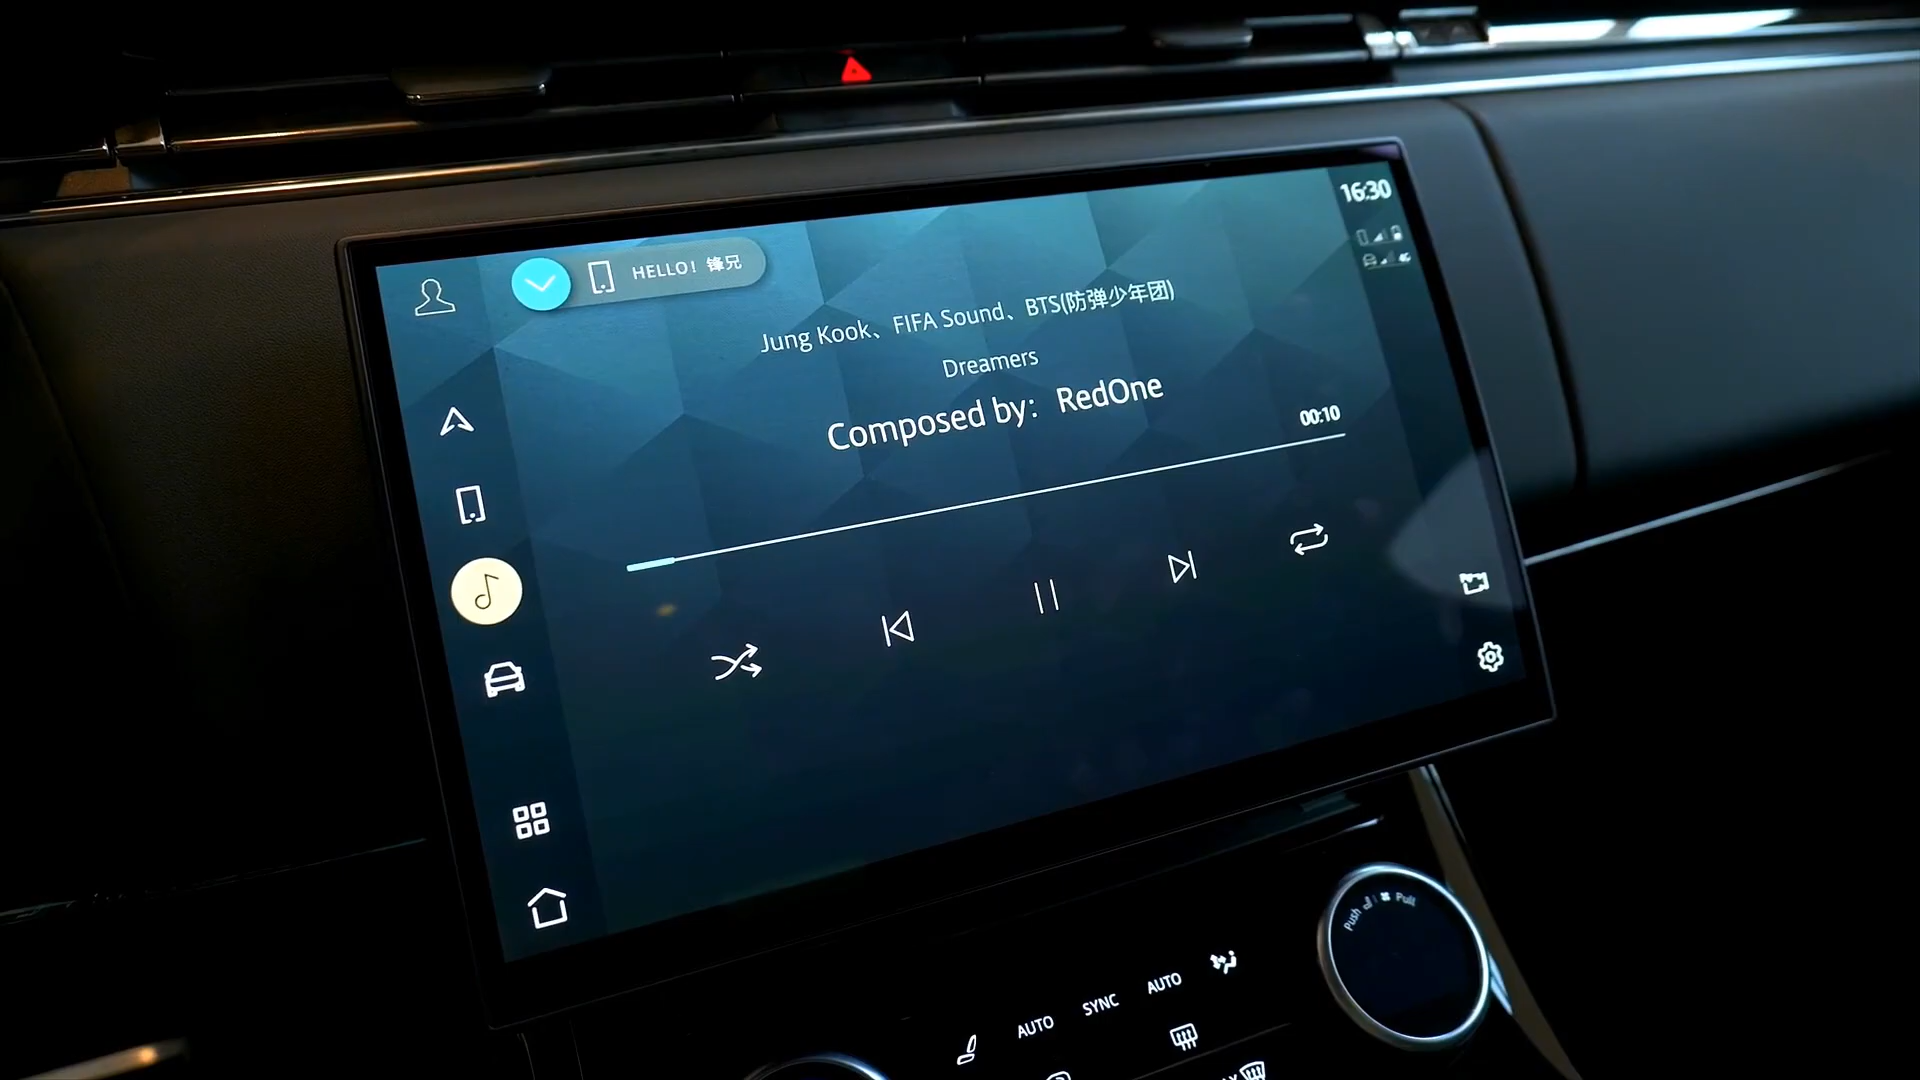 16:30
HELLO! 锋兄
Jung Kook、FIFA Sound、BTS(防弹少年团)
Dreamers
Composed by: RedOne
00:10
Push Pull
AUTO SYNC AUTO